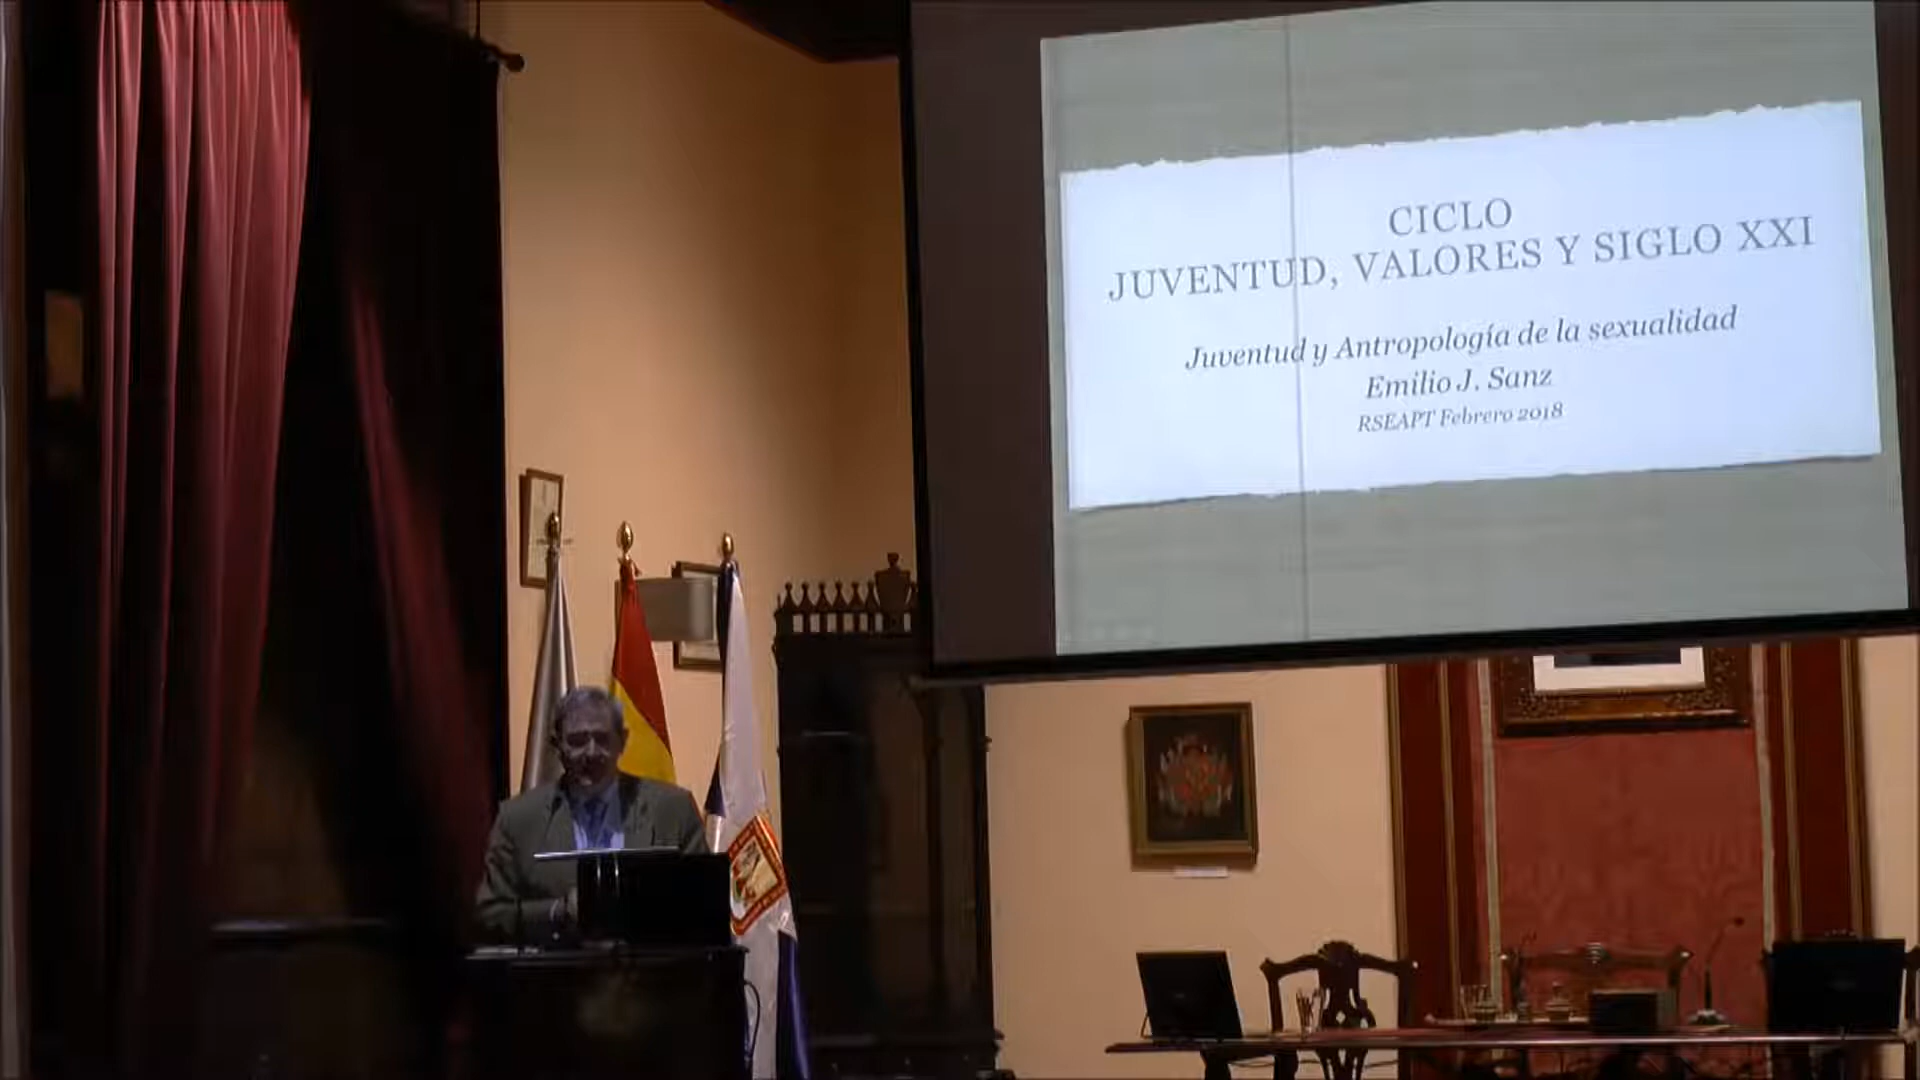 CICLO
JUVENTUD, VALORES Y SIGLO XXI
Juventud y Antropología de la sexualidad
Emilio J. Sanz
RSEAPT Febrero 2018